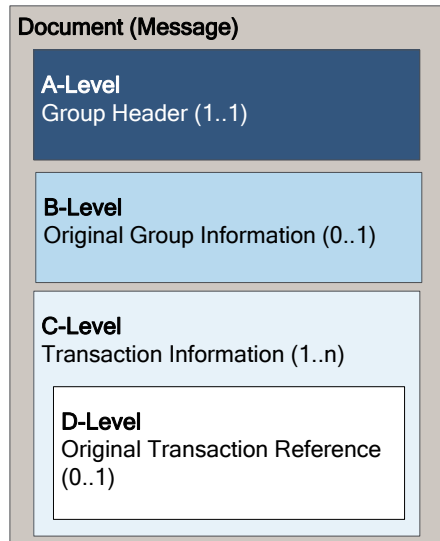 Document (Message)
A-Level
Group Header (1..1)
B-Level
Original Group Information (0..1)
C-Level
Transaction Information (1..n)
D-Level
Original Transaction Reference
(0..1)